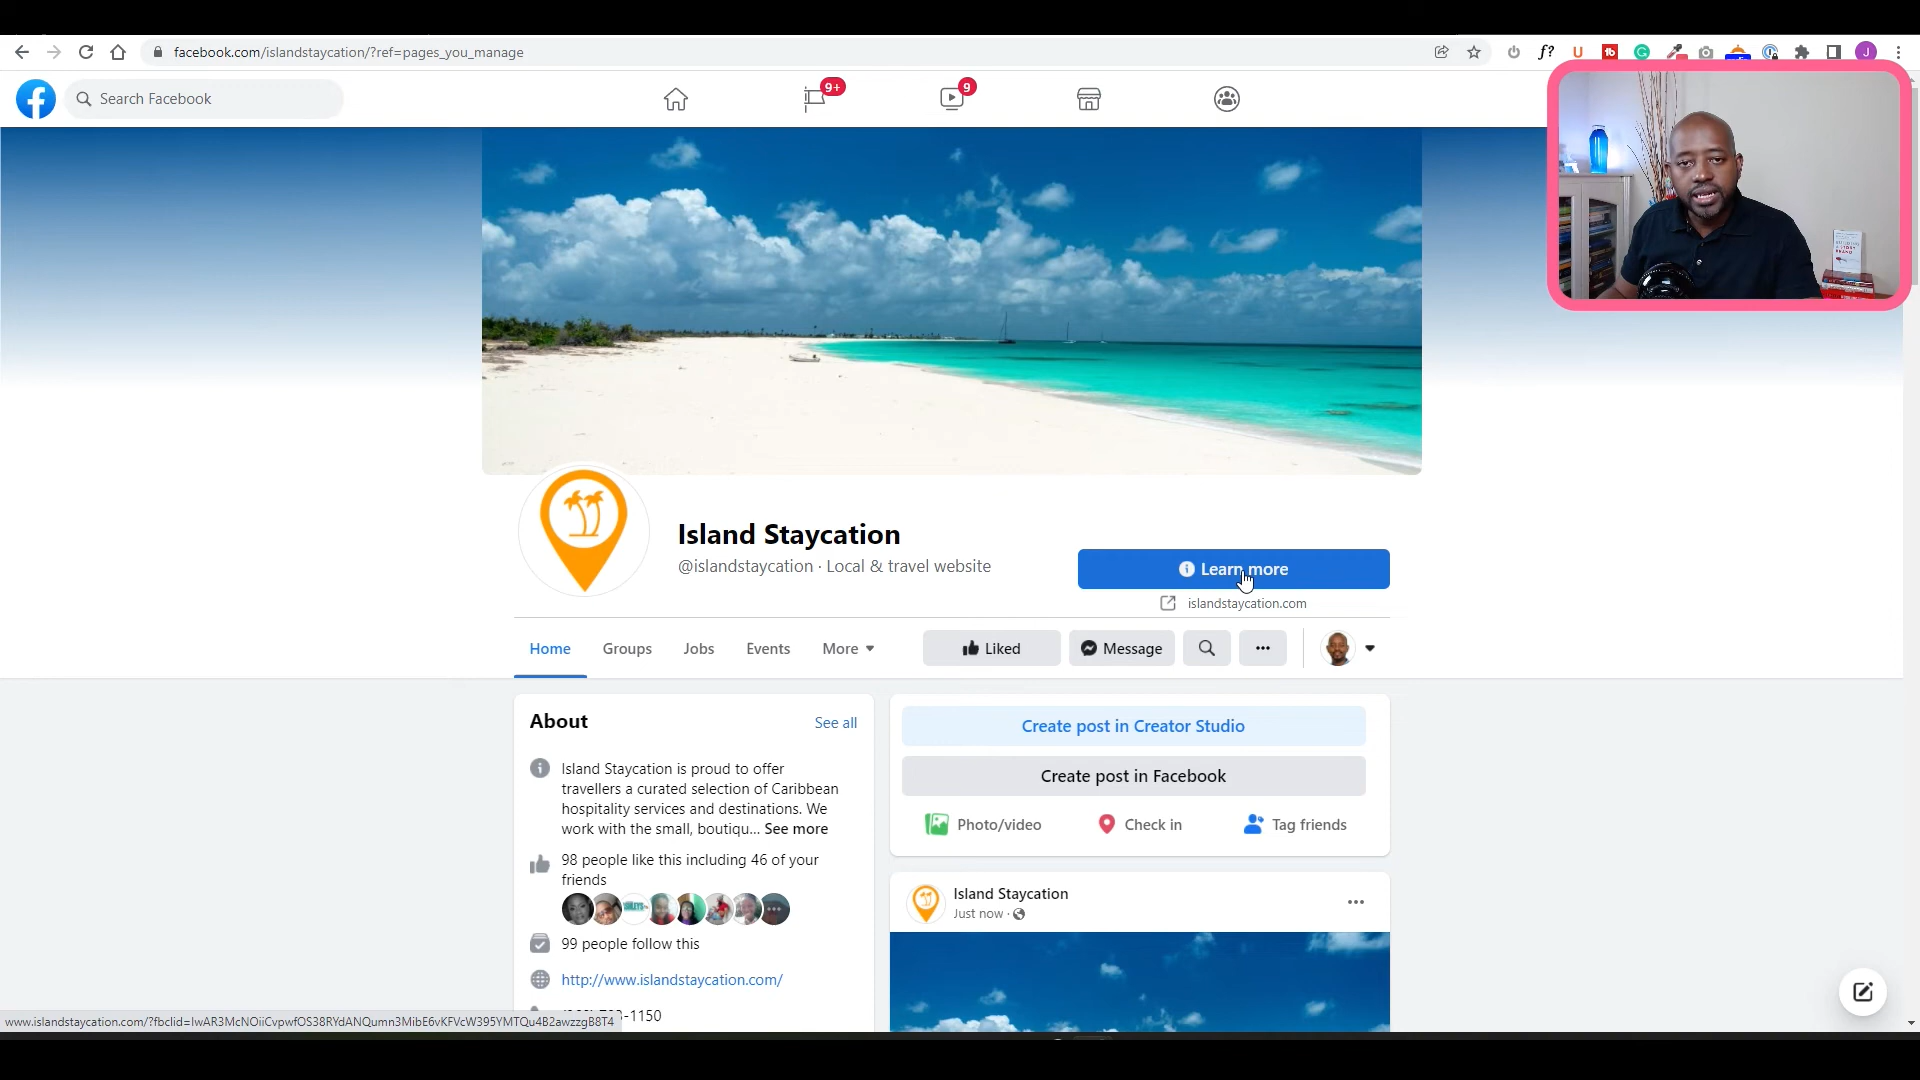 facebook.com/islandstaycation/?ref=pages_you_manage
f?
U
tb
J
Search Facebook
9+
9
Island Staycation
@islandstaycation · Local & travel website
Learn more
islandstaycation.com
Home
Groups
Jobs
Events
More
Liked
Message
About
See all
Island Staycation is proud to offer
travellers a curated selection of Caribbean
hospitality services and destinations. We
work with the small, boutiqu... See more
98 people like this including 46 of your
friends
99 people follow this
http://www.islandstaycation.com/
-1150
Create post in Creator Studio
Create post in Facebook
Photo/video
Check in
Tag friends
Island Staycation
Just now ·
www.islandstaycation.com/?fbclid=IwAR3McNOiiCvpwfOS38RYdANQumn3MibE6vKFVcW395YMTQu4B2awzzgB8T4